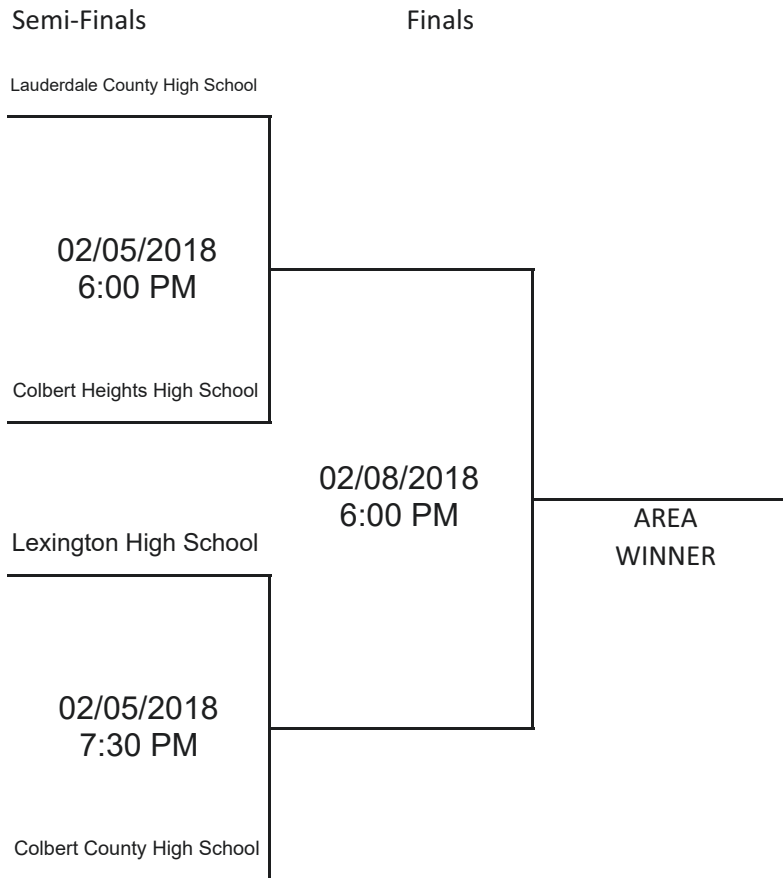 Semi-Finals
Finals
Lauderdale County High School
02/05/2018
6:00 PM
Colbert Heights High School
02/08/2018
6:00 PM
AREA
WINNER
Lexington High School
02/05/2018
7:30 PM
Colbert County High School